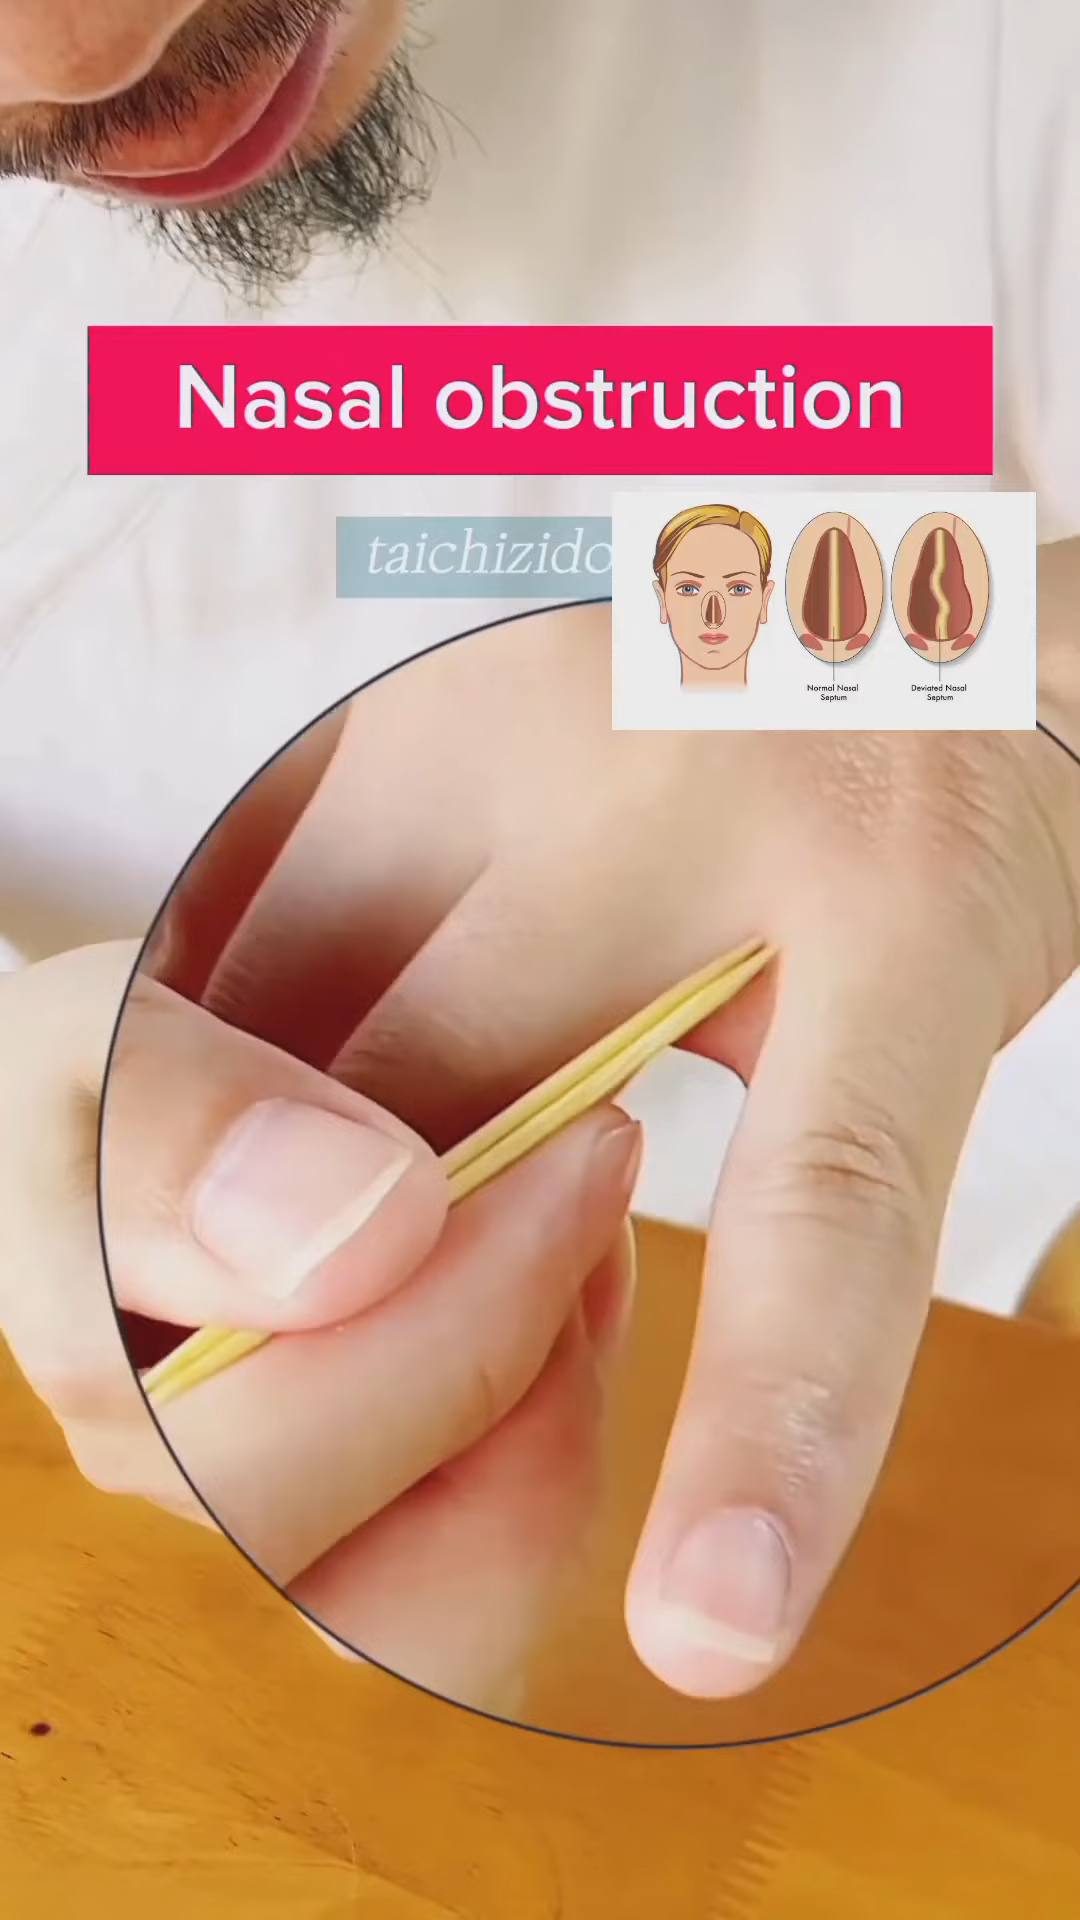 Nasal obstruction
taichizido
Normal Nasal
Septum
Deviated Nasal
Septum